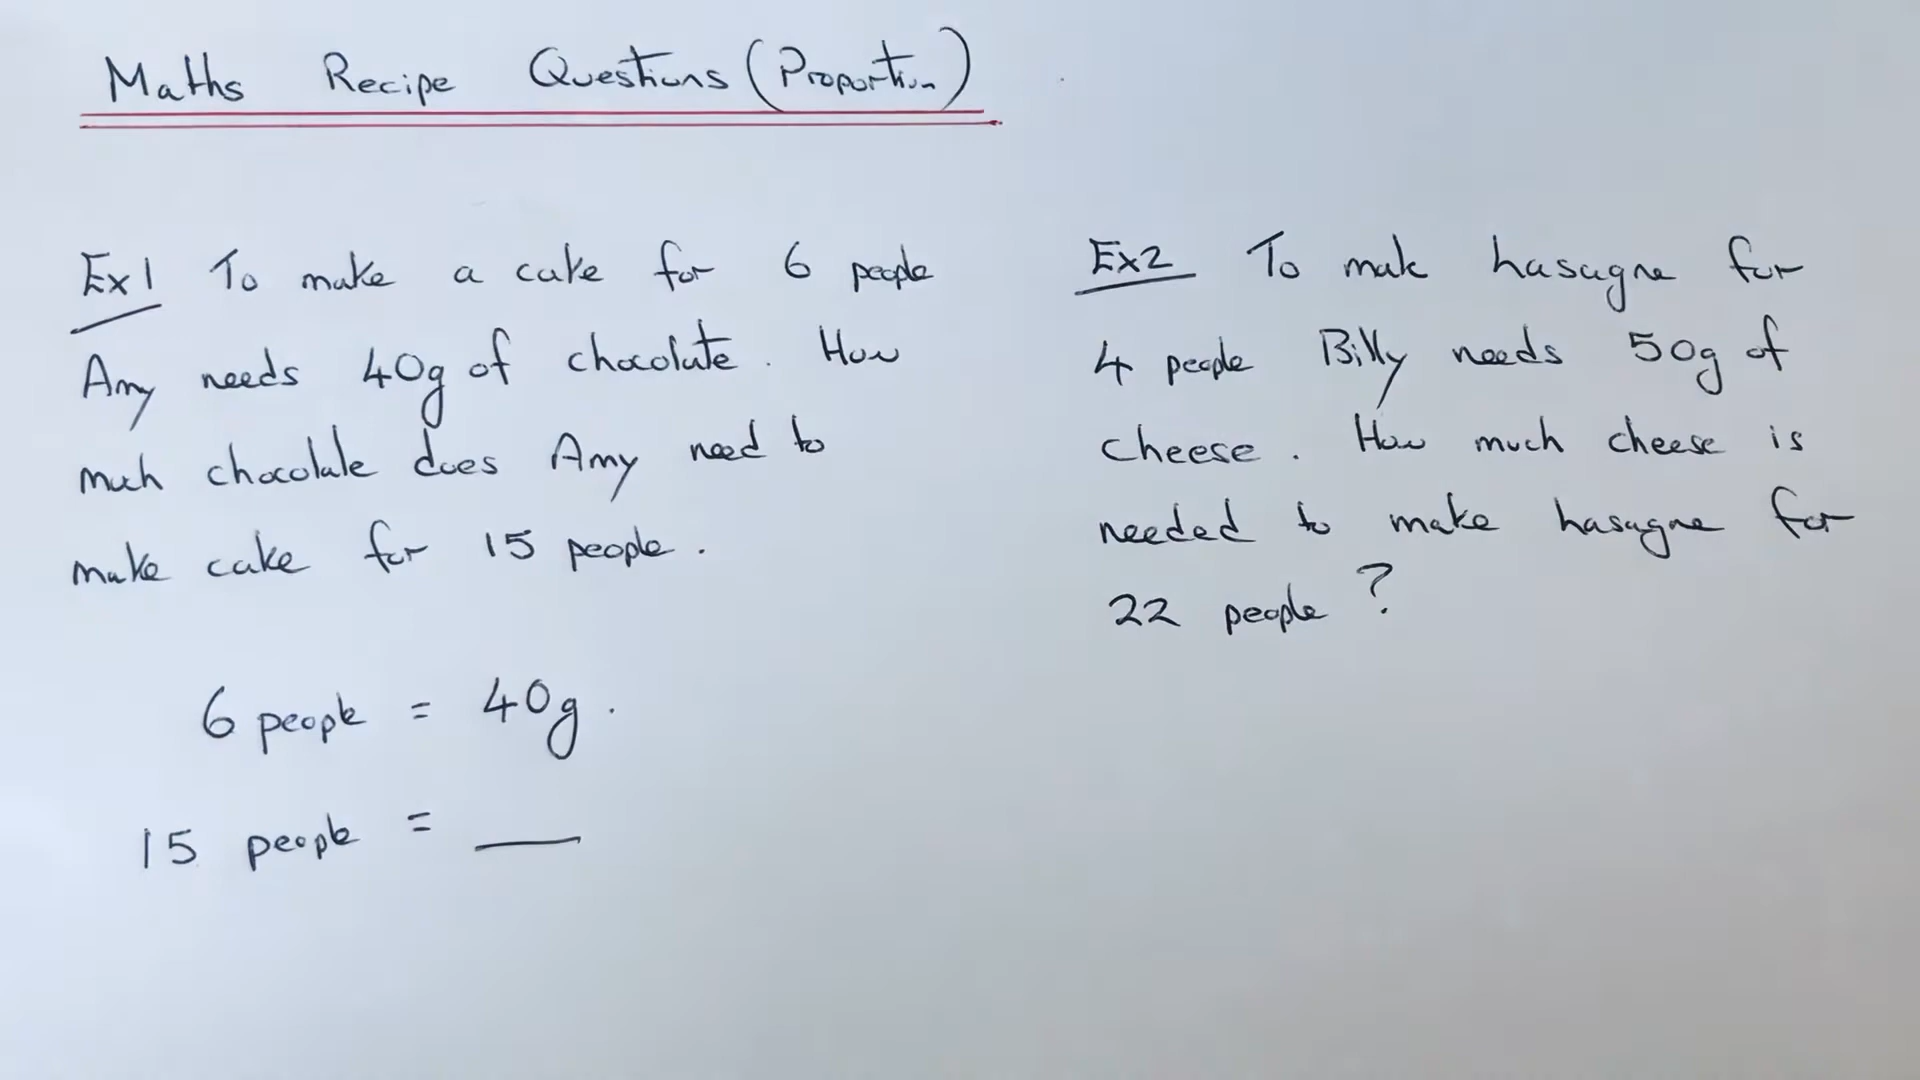 Maths Recipe Questions (Proportion)
Ex1 To make a cake for 6 people
Amy needs 40g of chocolate. How
much chocolate does Amy need to
make cake for 15 people.
6 people = 40g.
15 people = __
Ex2 To make lasagne for
4 people Billy needs 50g of
cheese. How much cheese is
needed to make lasagne for
22 people?